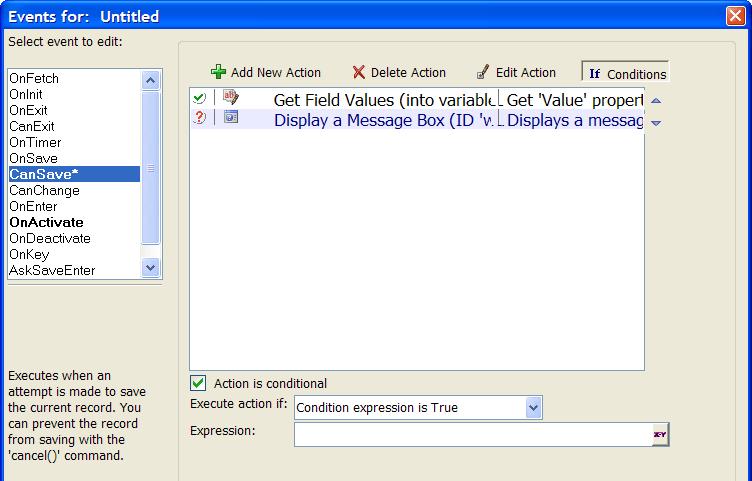 Events for: Untitled
Select event to edit:
OnFetch
OnInit
OnExit
CanExit
OnTimer
OnSave
CanSave*
CanChange
OnEnter
OnActivate
OnDeactivate
OnKey
AskSaveEnter
Executes when an
attempt is made to save
the current record. You
can prevent the record
from saving with the
'cancel()' command.
Add New Action Delete Action Edit Action If Conditions
Get Field Values (into variable Get 'Value' propert
Display a Message Box (ID 'w. Displays a messag
Action is conditional
Execute action if: Condition expression is True
Expression: X-Y